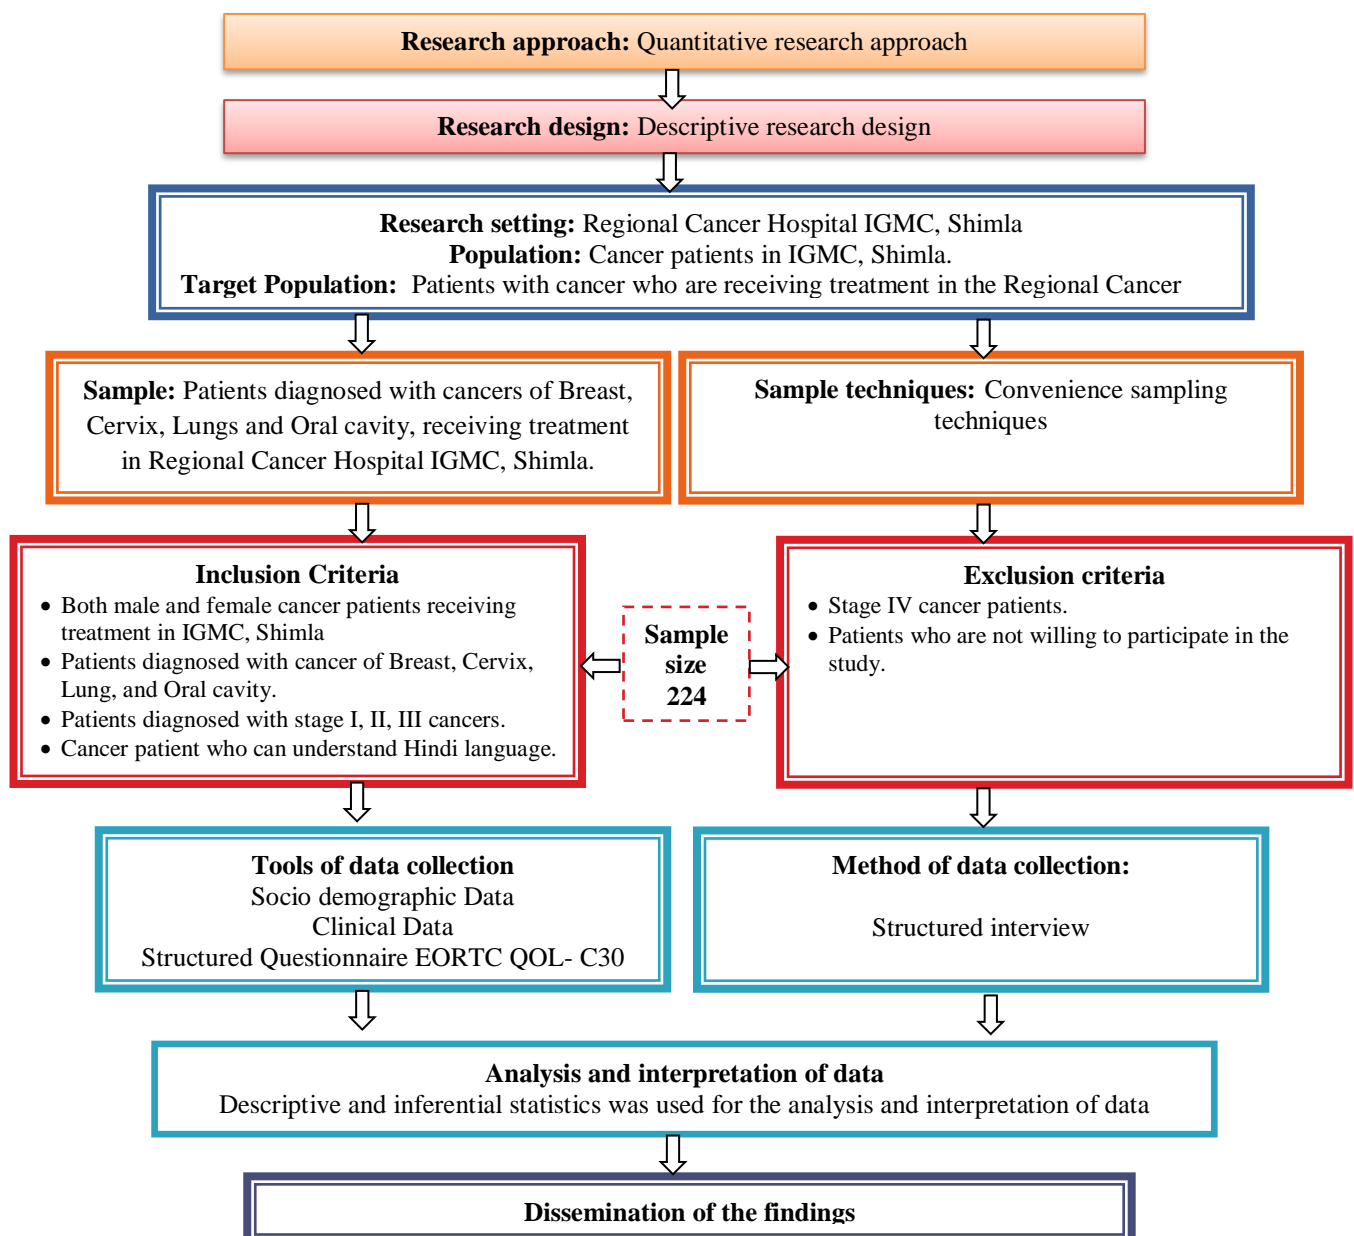 Research approach: Quantitative research approach
Research design: Descriptive research design
Research setting: Regional Cancer Hospital IGMC, Shimla
Population: Cancer patients in IGMC, Shimla.
Target Population: Patients with cancer who are receiving treatment in the Regional Cancer
Sample: Patients diagnosed with cancers of Breast,
Cervix, Lungs and Oral cavity, receiving treatment
in Regional Cancer Hospital IGMC, Shimla.
Sample techniques: Convenience sampling
techniques
Inclusion Criteria
• Both male and female cancer patients receiving
treatment in IGMC, Shimla
• Patients diagnosed with cancer of Breast, Cervix,
Lung, and Oral cavity.
• Patients diagnosed with stage I, II, III cancers.
• Cancer patient who can understand Hindi language.
Sample
size
224
Exclusion criteria
• Stage IV cancer patients.
• Patients who are not willing to participate in the
study.
Tools of data collection
Socio demographic Data
Clinical Data
Structured Questionnaire EORTC QOL- C30
Method of data collection:
Structured interview
Analysis and interpretation of data
Descriptive and inferential statistics was used for the analysis and interpretation of data
Dissemination of the findings